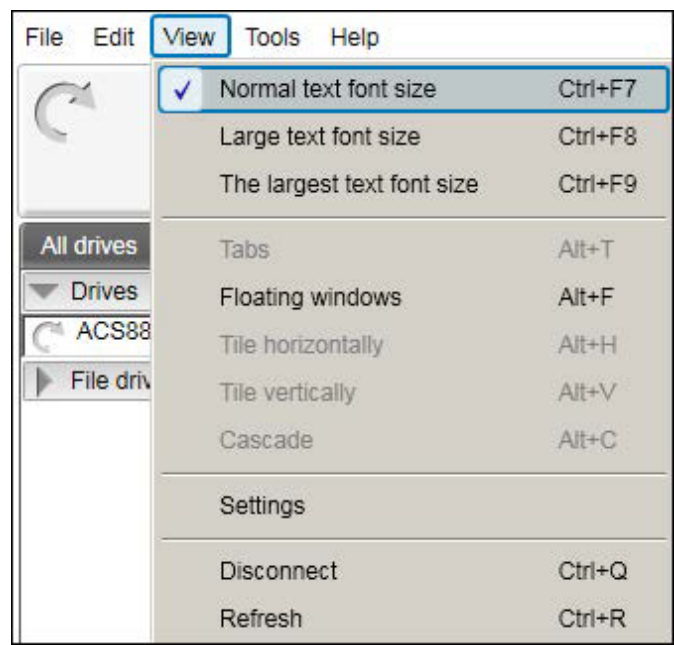 File Edit View Tools Help
Normal text font size Ctrl+F7
Large text font size Ctrl+F8
The largest text font size Ctrl+F9
All drives
Tabs Alt+T
Drives
Floating windows Alt+F
ACS88
Tile horizontally Alt+H
File driv
Tile vertically Alt+V
Cascade Alt+C
Settings
Disconnect Ctrl+Q
Refresh Ctrl+R